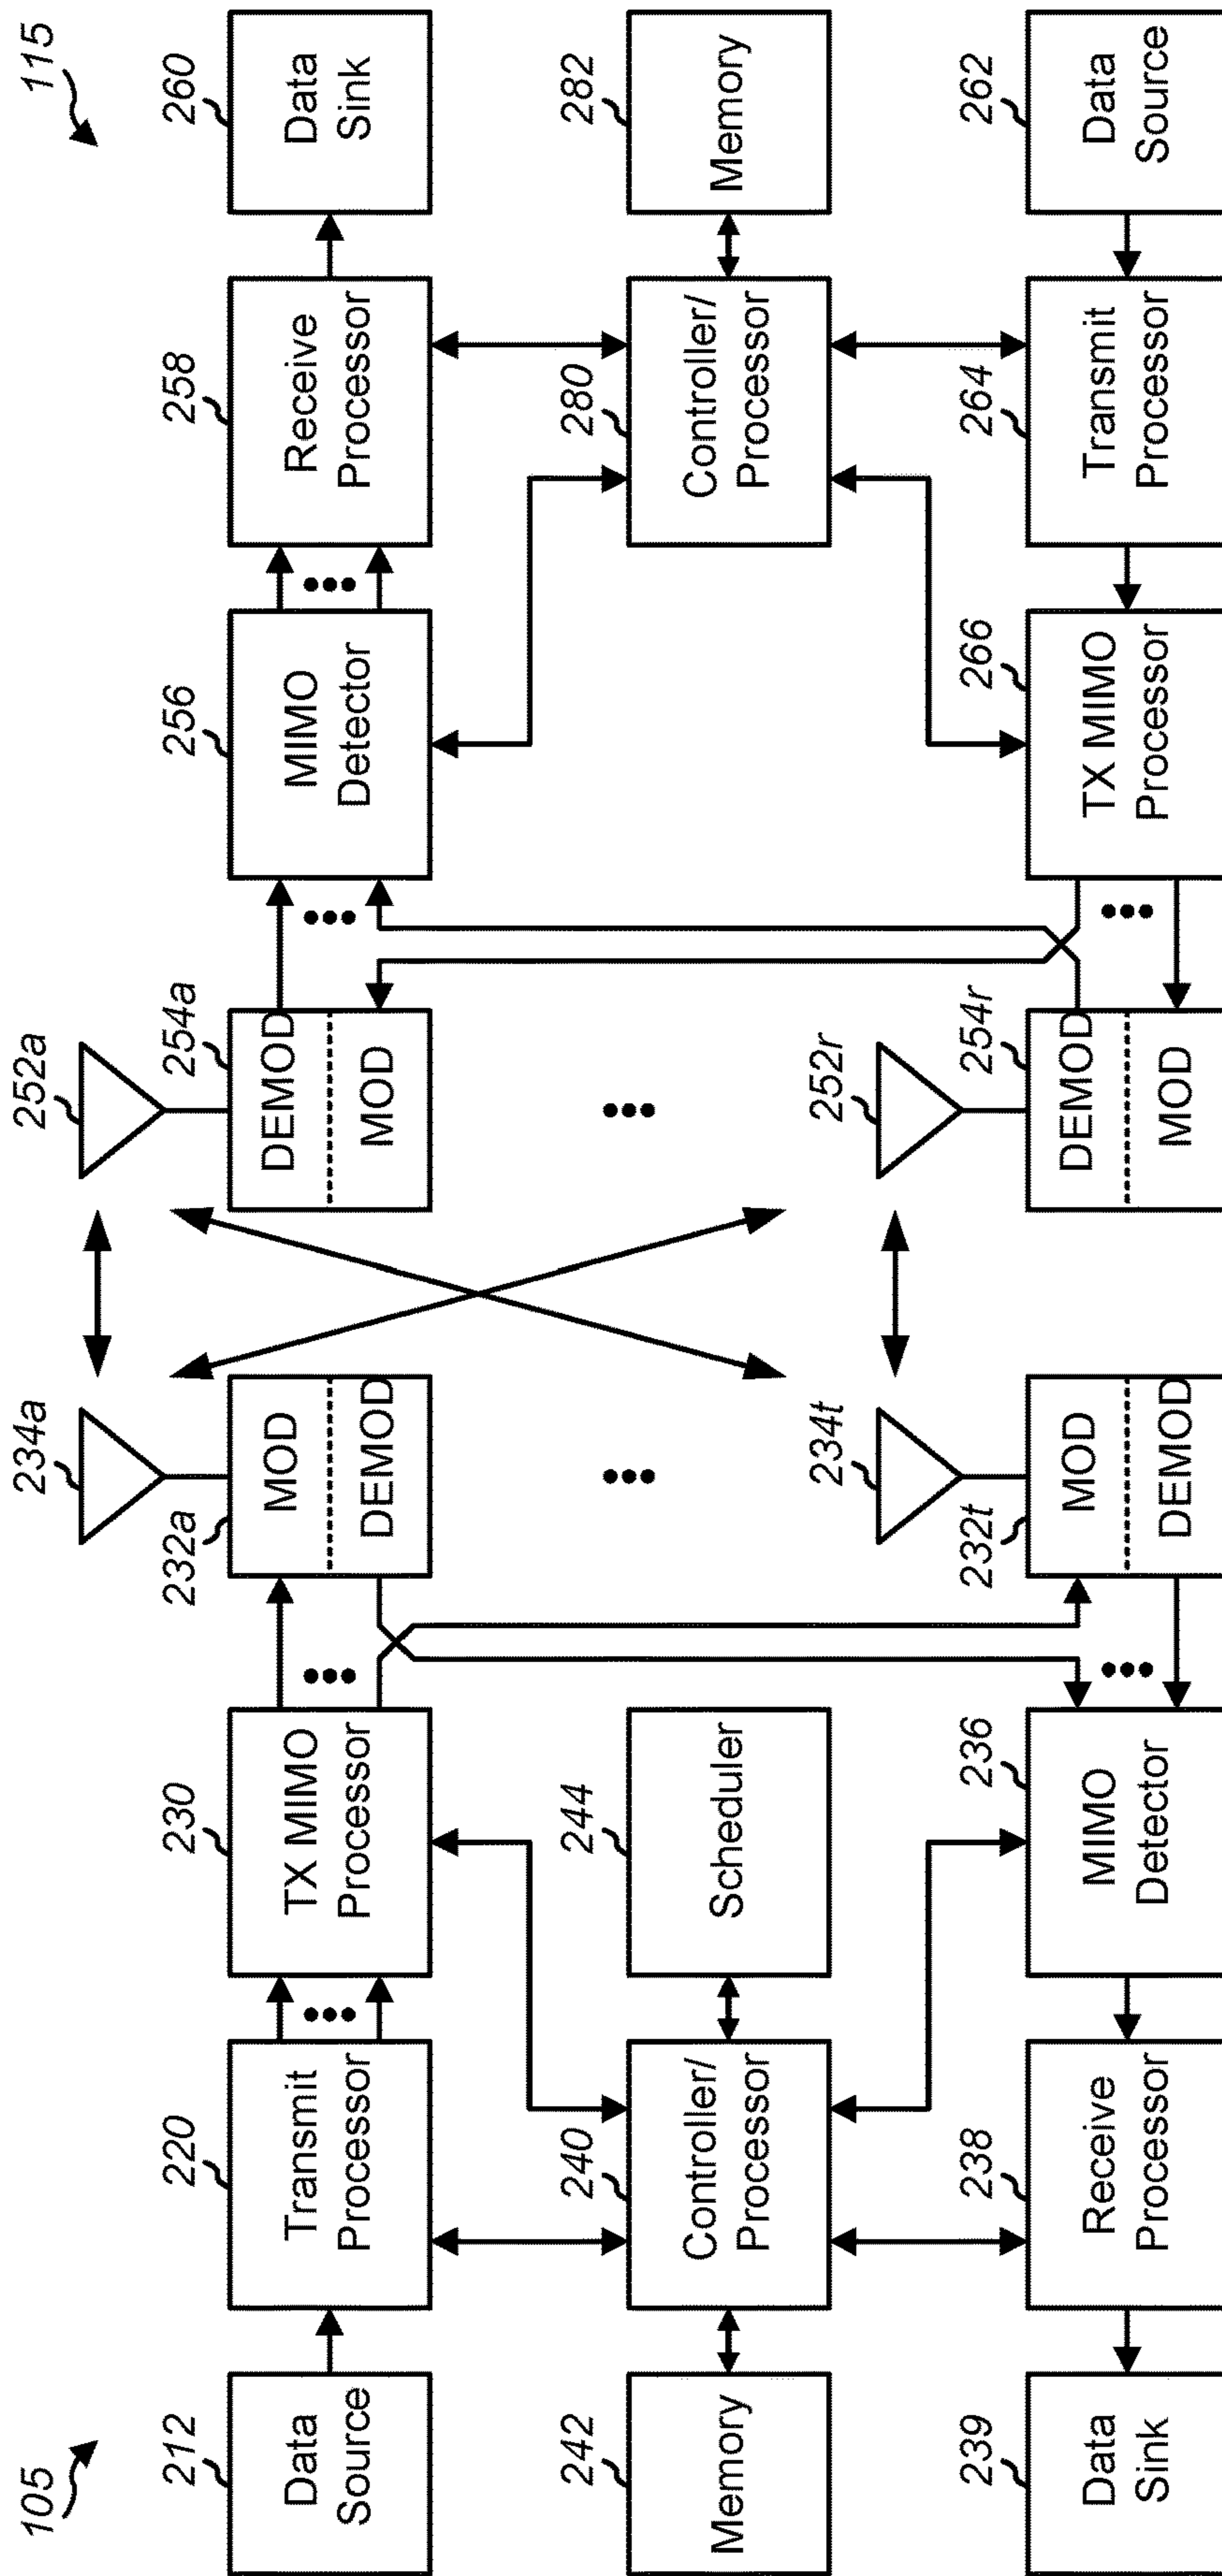 105
115
212
Data
Source
220
Transmit
Processor
230
TX MIMO
Processor
232a
MOD
DEMOD
234a
252a
254a
DEMOD
MOD
256
MIMO
Detector
258
Receive
Processor
260
Data
Sink
242
Memory
240
Controller/
Processor
244
Scheduler
280
Controller/
Processor
282
Memory
239
Data
Sink
238
Receive
Processor
236
MIMO
Detector
232t
MOD
DEMOD
234t
252r
254r
DEMOD
MOD
266
TX MIMO
Processor
264
Transmit
Processor
262
Data
Source